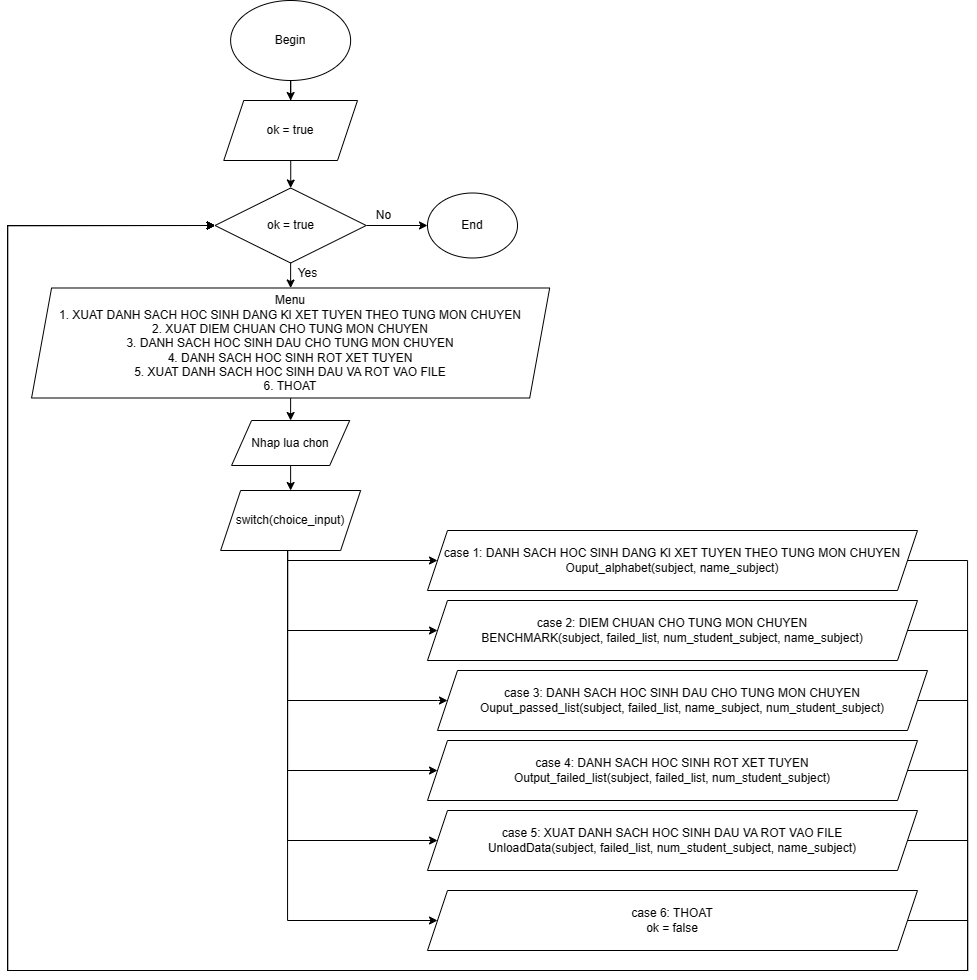 Begin
ok = true
ok = true
No
End
Yes
Menu
1. XUAT DANH SACH HOC SINH DANG KI XET TUYEN THEO TUNG MON CHUYEN
2. XUAT DIEM CHUAN CHO TUNG MON CHUYEN
3. DANH SACH HOC SINH DAU CHO TUNG MON CHUYEN
4. DANH SACH HOC SINH ROT XET TUYEN
5. XUAT DANH SACH HOC SINH DAU VA ROT VAO FILE
6. THOAT
Nhap lua chon
switch(choice_input)
case 1: DANH SACH HOC SINH DANG KI XET TUYEN THEO TUNG MON CHUYEN
Ouput_alphabet(subject, name_subject)
case 2: DIEM CHUAN CHO TUNG MON CHUYEN
BENCHMARK(subject, failed_list, num_student_subject, name_subject)
case 3: DANH SACH HOC SINH DAU CHO TUNG MON CHUYEN
Ouput_passed_list(subject, failed_list, name_subject, num_student_subject)
case 4: DANH SACH HOC SINH ROT XET TUYEN
Output_failed_list(subject, failed_list, num_student_subject)
case 5: XUAT DANH SACH HOC SINH DAU VA ROT VAO FILE
UnloadData(subject, failed_list, num_student_subject, name_subject)
case 6: THOAT
ok = false